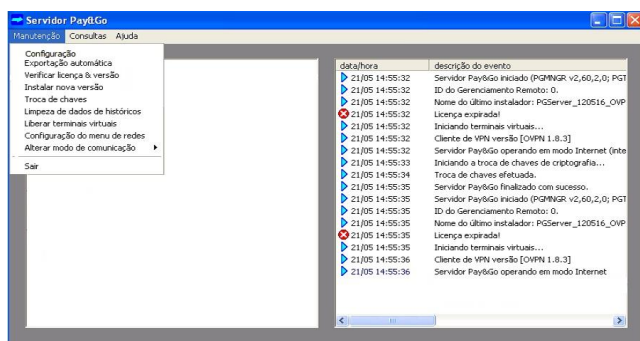 Servidor Pay&Go
Manutenção Consultas Ajuda
Configuração
Exportação automática
Verificar licença & versão
Instalar nova versão
Troca de chaves
Limpeza de dados de históricos
Liberar terminais virtuais
Configuração do menu de redes
Alterar modo de comunicação
Sair
data/hora descrição do evento
21/05 14:55:32 Servidor Pay&Go iniciado (PGMNGR v2,60,2,0; PGT
21/05 14:55:32 ID do Gerenciamento Remoto: 0.
21/05 14:55:32 Nome do último instalador: PGServer_120516_OVP
21/05 14:55:32 Licença expirada!
21/05 14:55:32 Iniciando terminais virtuais...
21/05 14:55:32 Cliente de VPN versão [OVPN 1.8.3]
21/05 14:55:32 Servidor Pay&Go operando em modo Internet (inte
21/05 14:55:33 Iniciando a troca de chaves de criptografia...
21/05 14:55:34 Troca de chaves efetuada.
21/05 14:55:35 Servidor Pay&Go finalizado com sucesso.
21/05 14:55:35 Servidor Pay&Go iniciado (PGMNGR v2,60,2,0; PGT
21/05 14:55:35 ID do Gerenciamento Remoto: 0.
21/05 14:55:35 Nome do último instalador: PGServer_120516_OVP
21/05 14:55:35 Licença expirada!
21/05 14:55:35 Iniciando terminais virtuais...
21/05 14:55:36 Cliente de VPN versão [OVPN 1.8.3]
21/05 14:55:36 Servidor Pay&Go operando em modo Internet